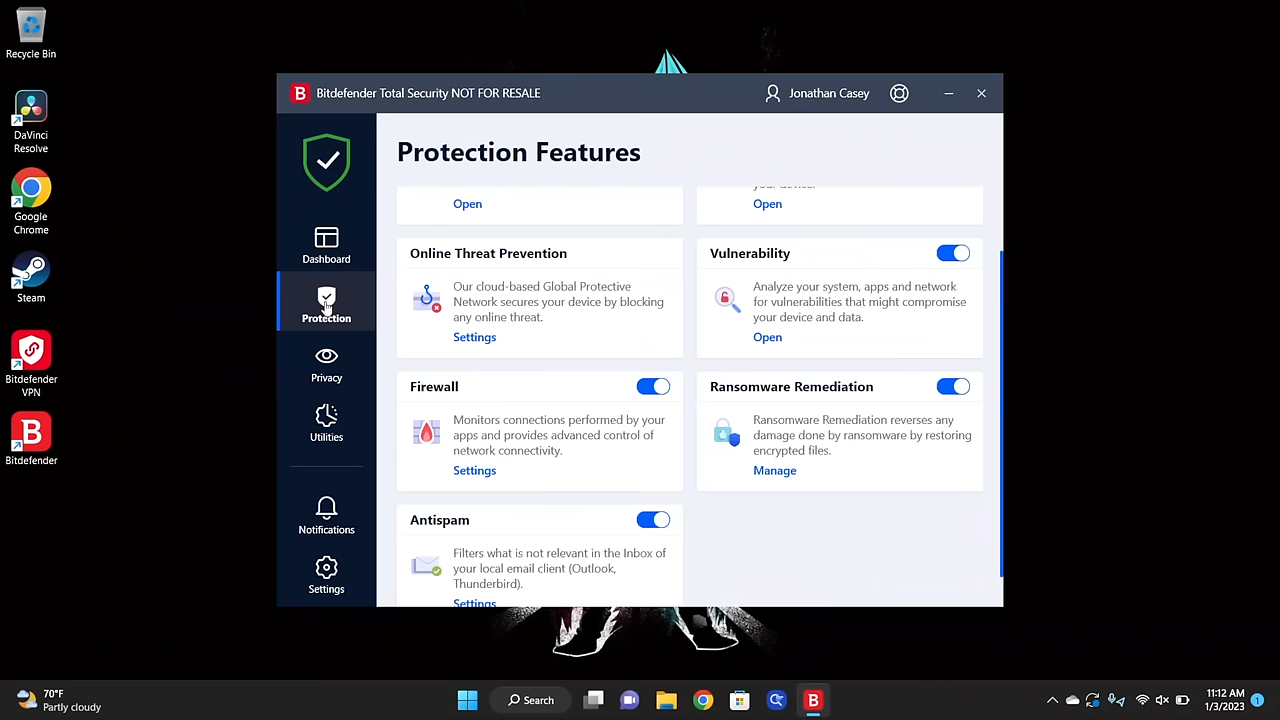 Recycle Bin
DaVinci
Resolve
Google
Chrome
Steam
Bitdefender
VPN
Bitdefender
B Bitdefender Total Security NOT FOR RESALE
Jonathan Casey
Dashboard
Protection
Privacy
Utilities
Notifications
Settings
Protection Features
Open
your device.
Open
Online Threat Prevention
Our cloud-based Global Protective
Network secures your device by blocking
any online threat.
Settings
Vulnerability
Analyze your system, apps and network
for vulnerabilities that might compromise
your device and data.
Open
Firewall
Monitors connections performed by your
apps and provides advanced control of
network connectivity.
Settings
Ransomware Remediation
Ransomware Remediation reverses any
damage done by ransomware by restoring
encrypted files.
Manage
Antispam
Filters what is not relevant in the Inbox of
your local email client (Outlook,
Thunderbird).
Settings
70°F
Partly cloudy
Search
11:12 AM
1/3/2023
1